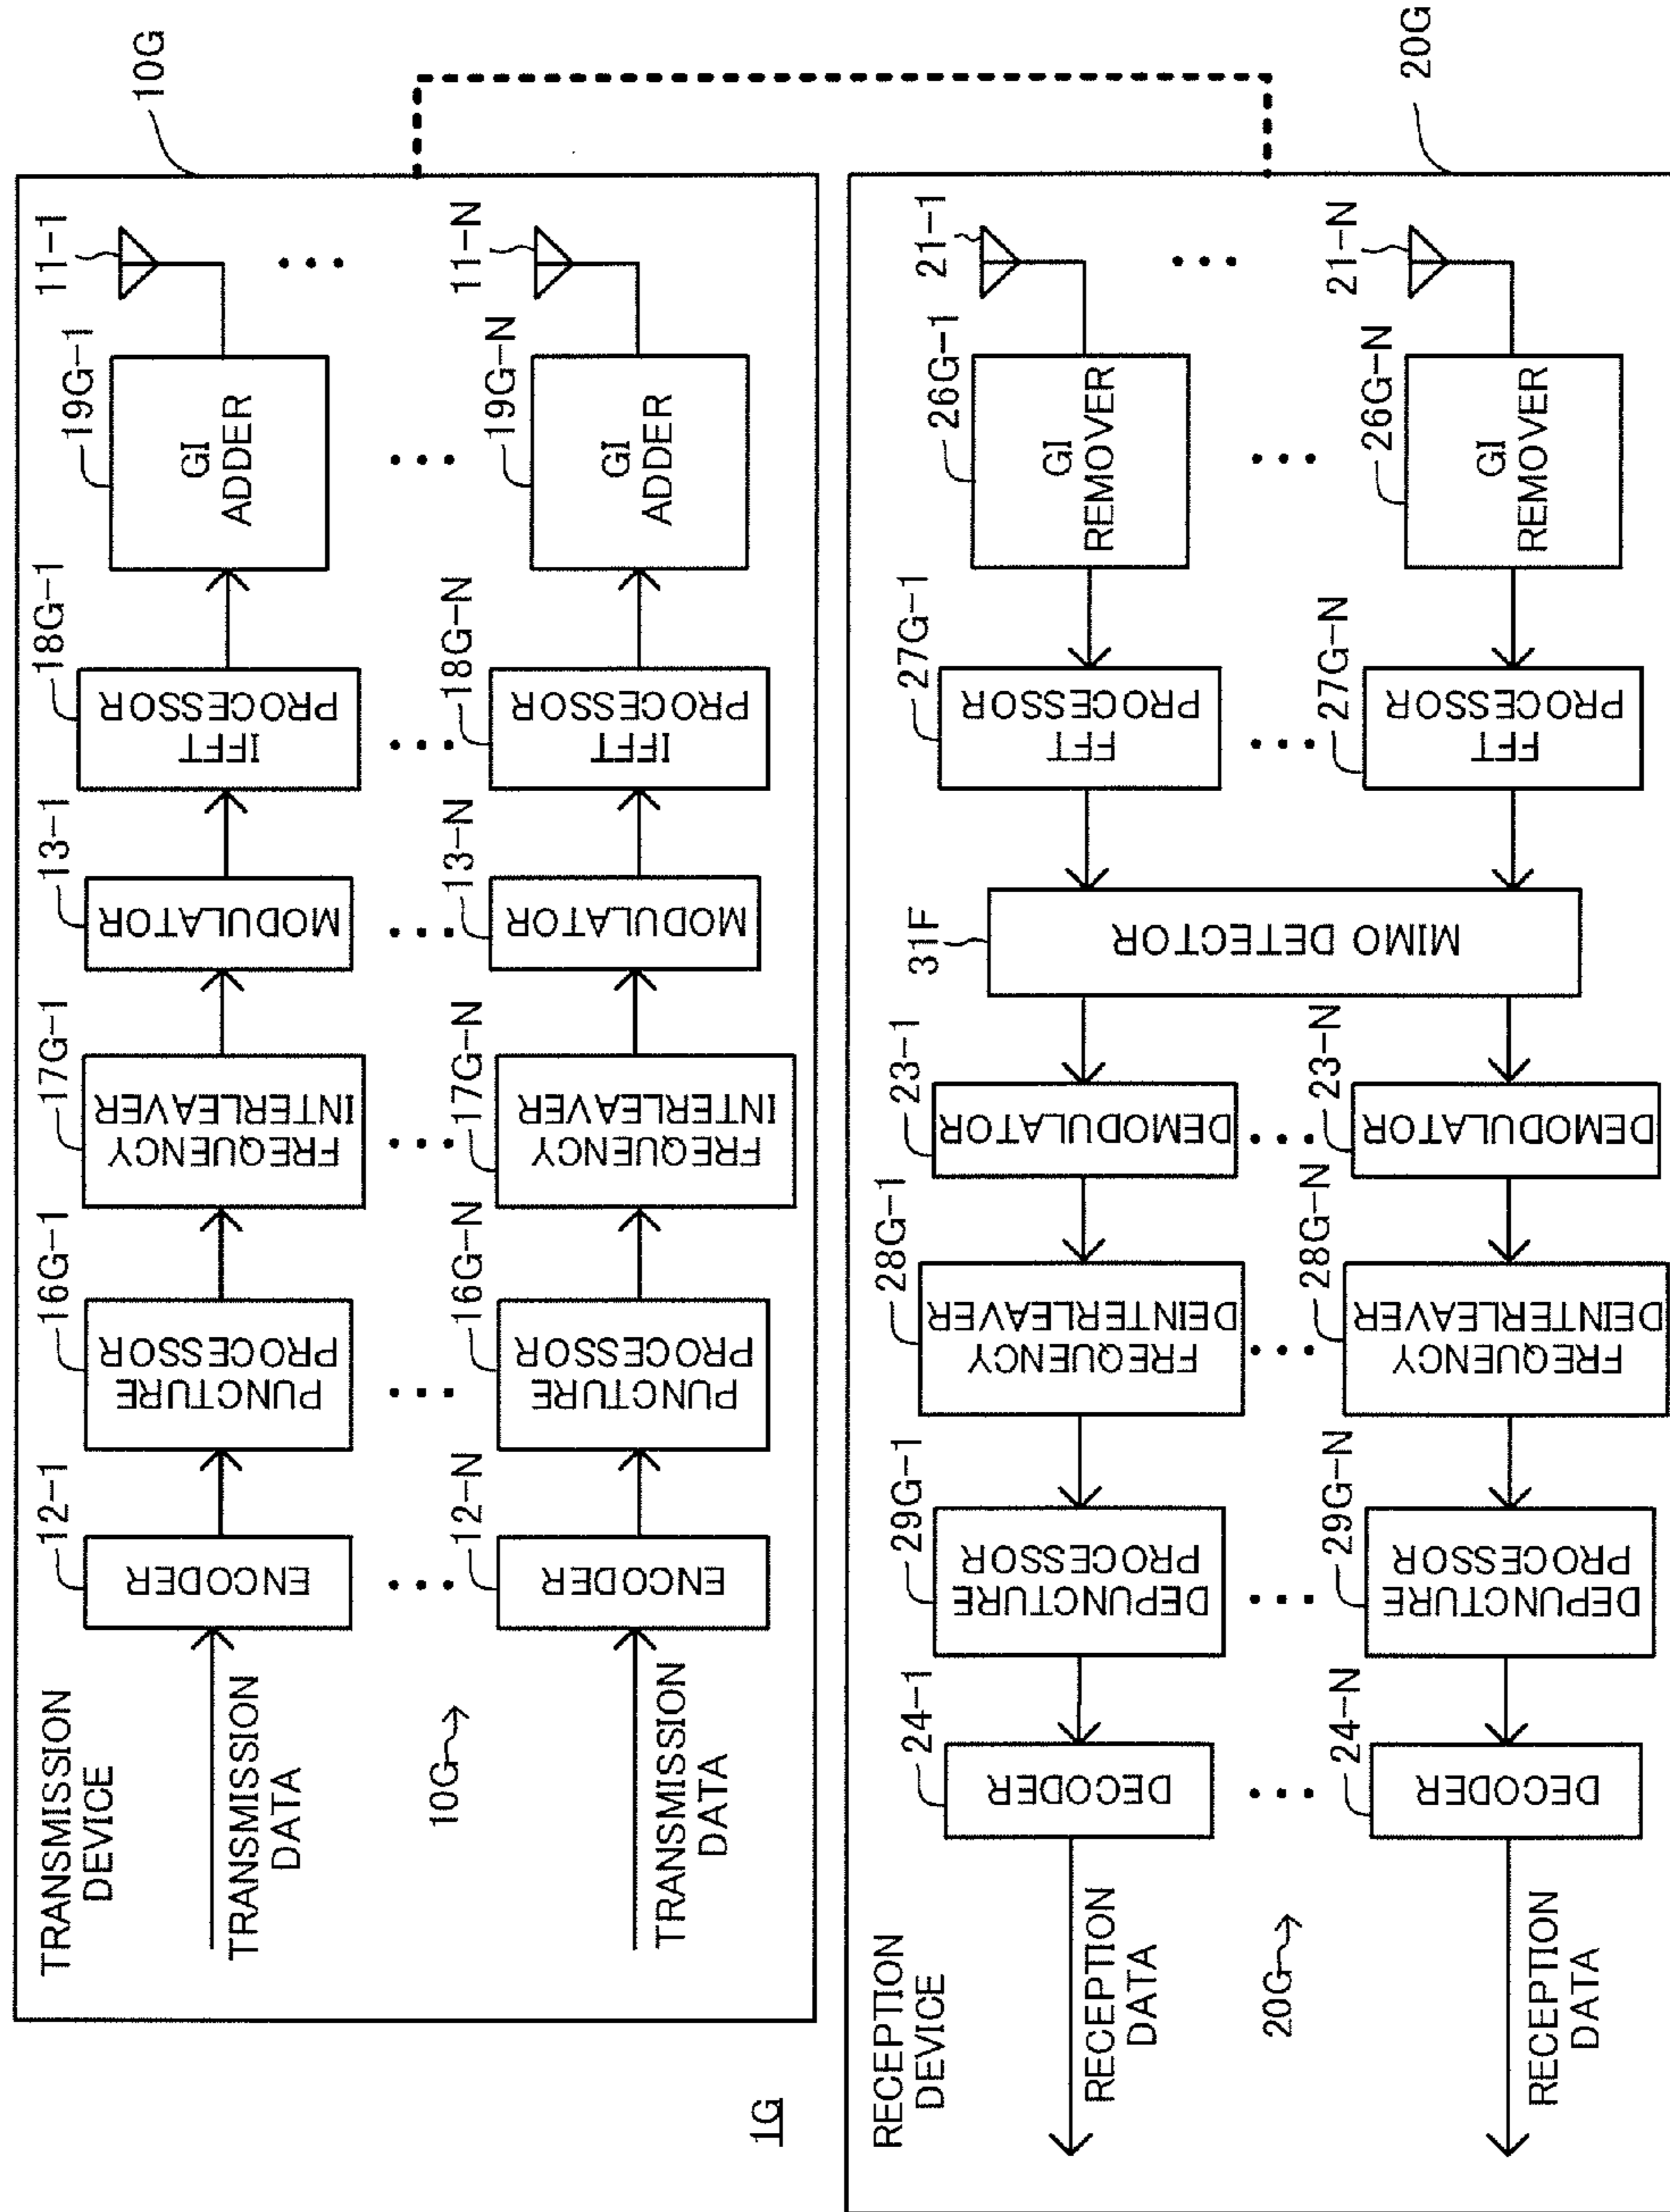 1G
10G
TRANSMISSION
DEVICE
TRANSMISSION
DATA
12-1
ENCODER
16G-1
PUNCTURE
PROCESSOR
17G-1
FREQUENCY
INTERLEAVER
13-1
MODULATOR
18G-1
IFFT
PROCESSOR
19G-1
GI
ADDER
11-1
...
...
...
...
...
...
...
10G
TRANSMISSION
DATA
12-N
ENCODER
16G-N
PUNCTURE
PROCESSOR
17G-N
FREQUENCY
INTERLEAVER
13-N
MODULATOR
18G-N
IFFT
PROCESSOR
19G-N
GI
ADDER
11-N
20G
RECEPTION
DEVICE
RECEPTION
DATA
24-1
DECODER
29G-1
DEPUNCTURE
PROCESSOR
28G-1
FREQUENCY
DEINTERLEAVER
23-1
DEMODULATOR
31F
MIMO DETECTOR
27G-1
FFT
PROCESSOR
26G-1
GI
REMOVER
21-1
...
...
...
...
...
...
...
20G
RECEPTION
DATA
24-N
DECODER
29G-N
DEPUNCTURE
PROCESSOR
28G-N
FREQUENCY
DEINTERLEAVER
23-N
DEMODULATOR
27G-N
FFT
PROCESSOR
26G-N
GI
REMOVER
21-N